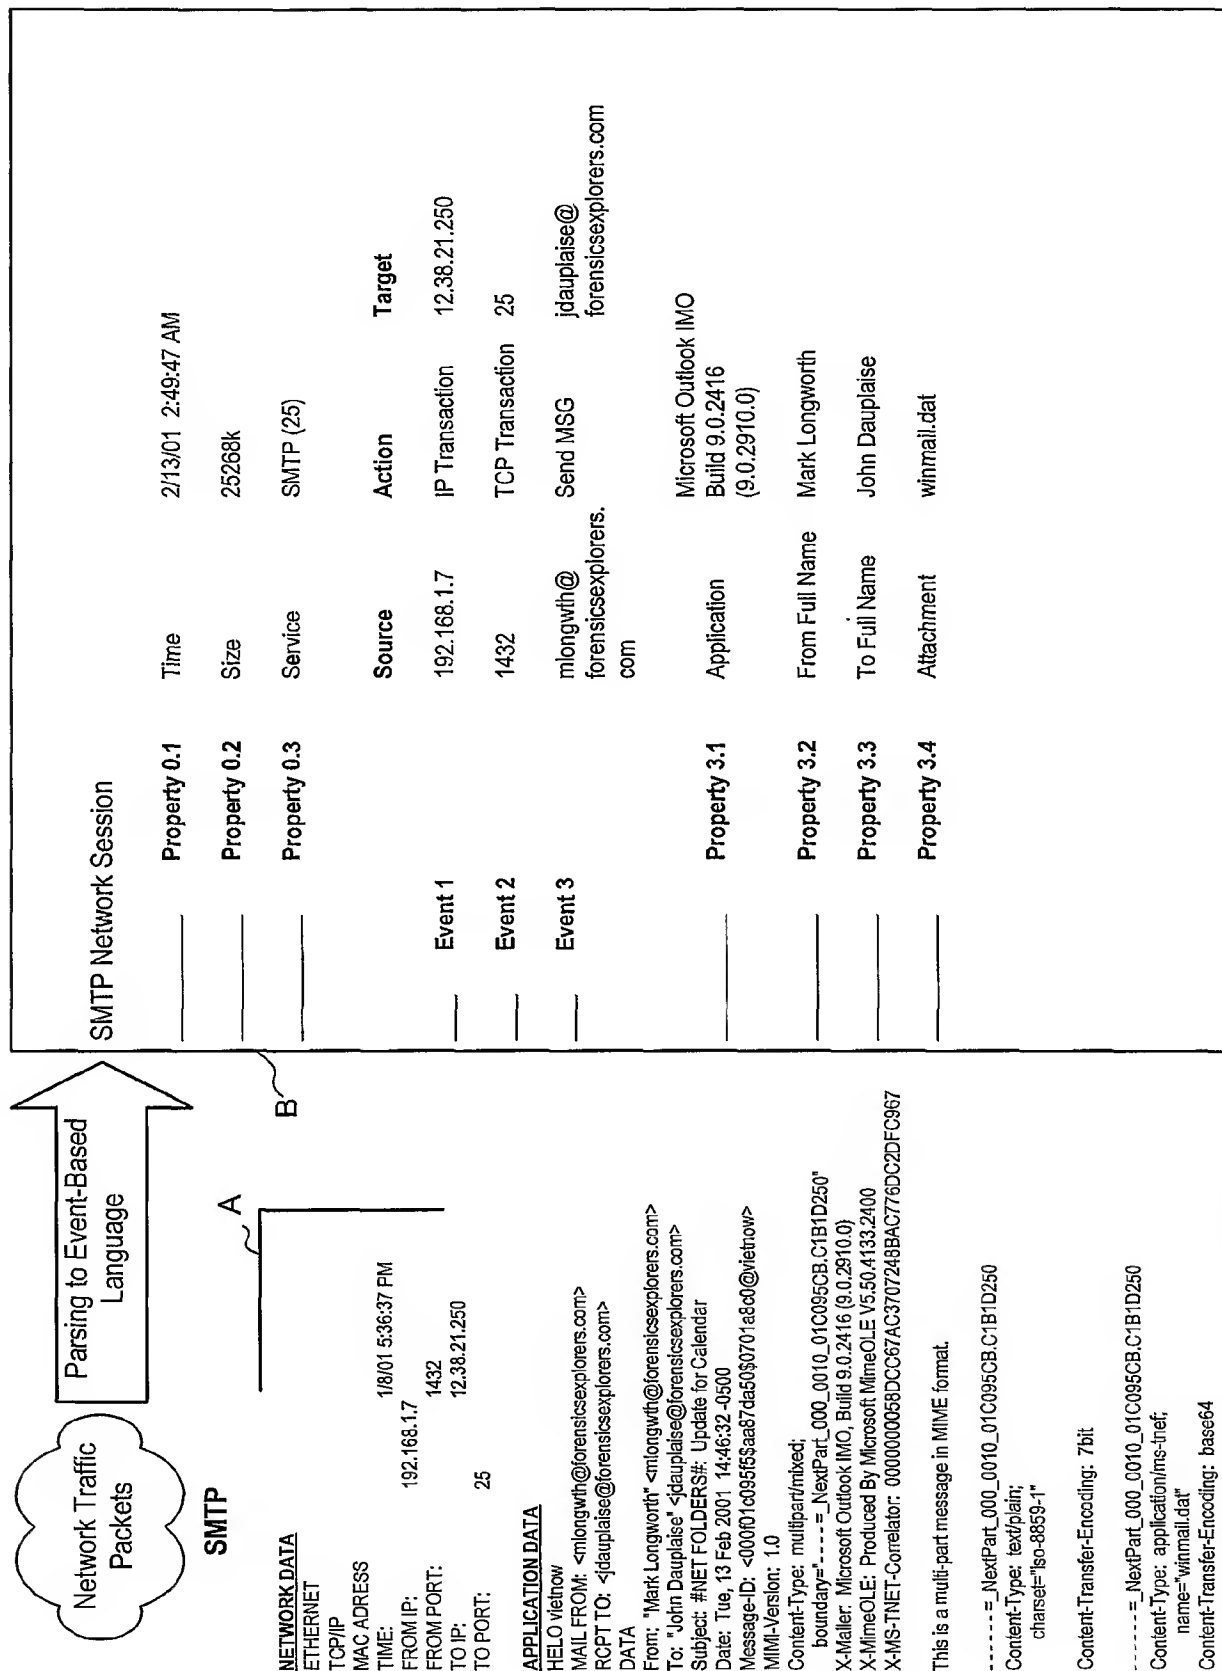 Network Traffic
Packets
Parsing to Event-Based
Language
SMTP
A
NETWORK DATA
ETHERNET
TCP/IP
MAC ADRESS
TIME: 1/8/01 5:36:37 PM
FROM IP: 192.168.1.7
FROM PORT: 1432
TO IP: 12.38.21.250
TO PORT: 25
APPLICATION DATA
HELO vietnow
MAIL FROM: <mlongwth@forensicsexplorers.com>
RCPT TO: <jdauplaise@forensicsexplorers.com>
DATA
From: "Mark Longworth" <mlongwth@forensicsexplorers.com>
To: "John Dauplaise" <jdauplaise@forensicsexplorers.com>
Subject: #NET FOLDERS#: Update for Calendar
Date: Tue, 13 Feb 2001 14:46:32 -0500
Message-ID: <000f01c095f5$aa87da50$0701a8c0@vietnow>
MIMI-Version: 1.0
Content-Type: multipart/mixed;
boundary="----=_NextPart_000_0010_01C095CB.C1B1D250"
X-Mailer: Microsoft Outlook IMO, Build 9.0.2416 (9.0.2910.0)
X-MimeOLE: Produced By Microsoft MimeOLE V5.50.4133.2400
X-MS-TNET-Correlator: 0000000058DCC67AC3707248BAC776DC2DFC967
This is a multi-part message in MIME format.
------=_NextPart_000_0010_01C095CB.C1B1D250
Content-Type: text/plain;
charset="Iso-8859-1"
Content-Transfer-Encoding: 7bit
------=_NextPart_000_0010_01C095CB.C1B1D250
Content-Type: application/ms-tnef;
name="winmail.dat"
Content-Transfer-Encoding: base64
B
SMTP Network Session
Property 0.1 Time 2/13/01 2:49:47 AM
Property 0.2 Size 25268k
Property 0.3 Service SMTP (25)
Source Action Target
Event 1 192.168.1.7 IP Transaction 12.38.21.250
Event 2 1432 TCP Transaction 25
Event 3 mlongwth@ Send MSG jdauplaise@
forensicsexplorers. forensicsexplorers.com
com
Microsoft Outlook IMO
Property 3.1 Application Build 9.0.2416
(9.0.2910.0)
Property 3.2 From Full Name Mark Longworth
Property 3.3 To Full Name John Dauplaise
Property 3.4 Attachment winmail.dat